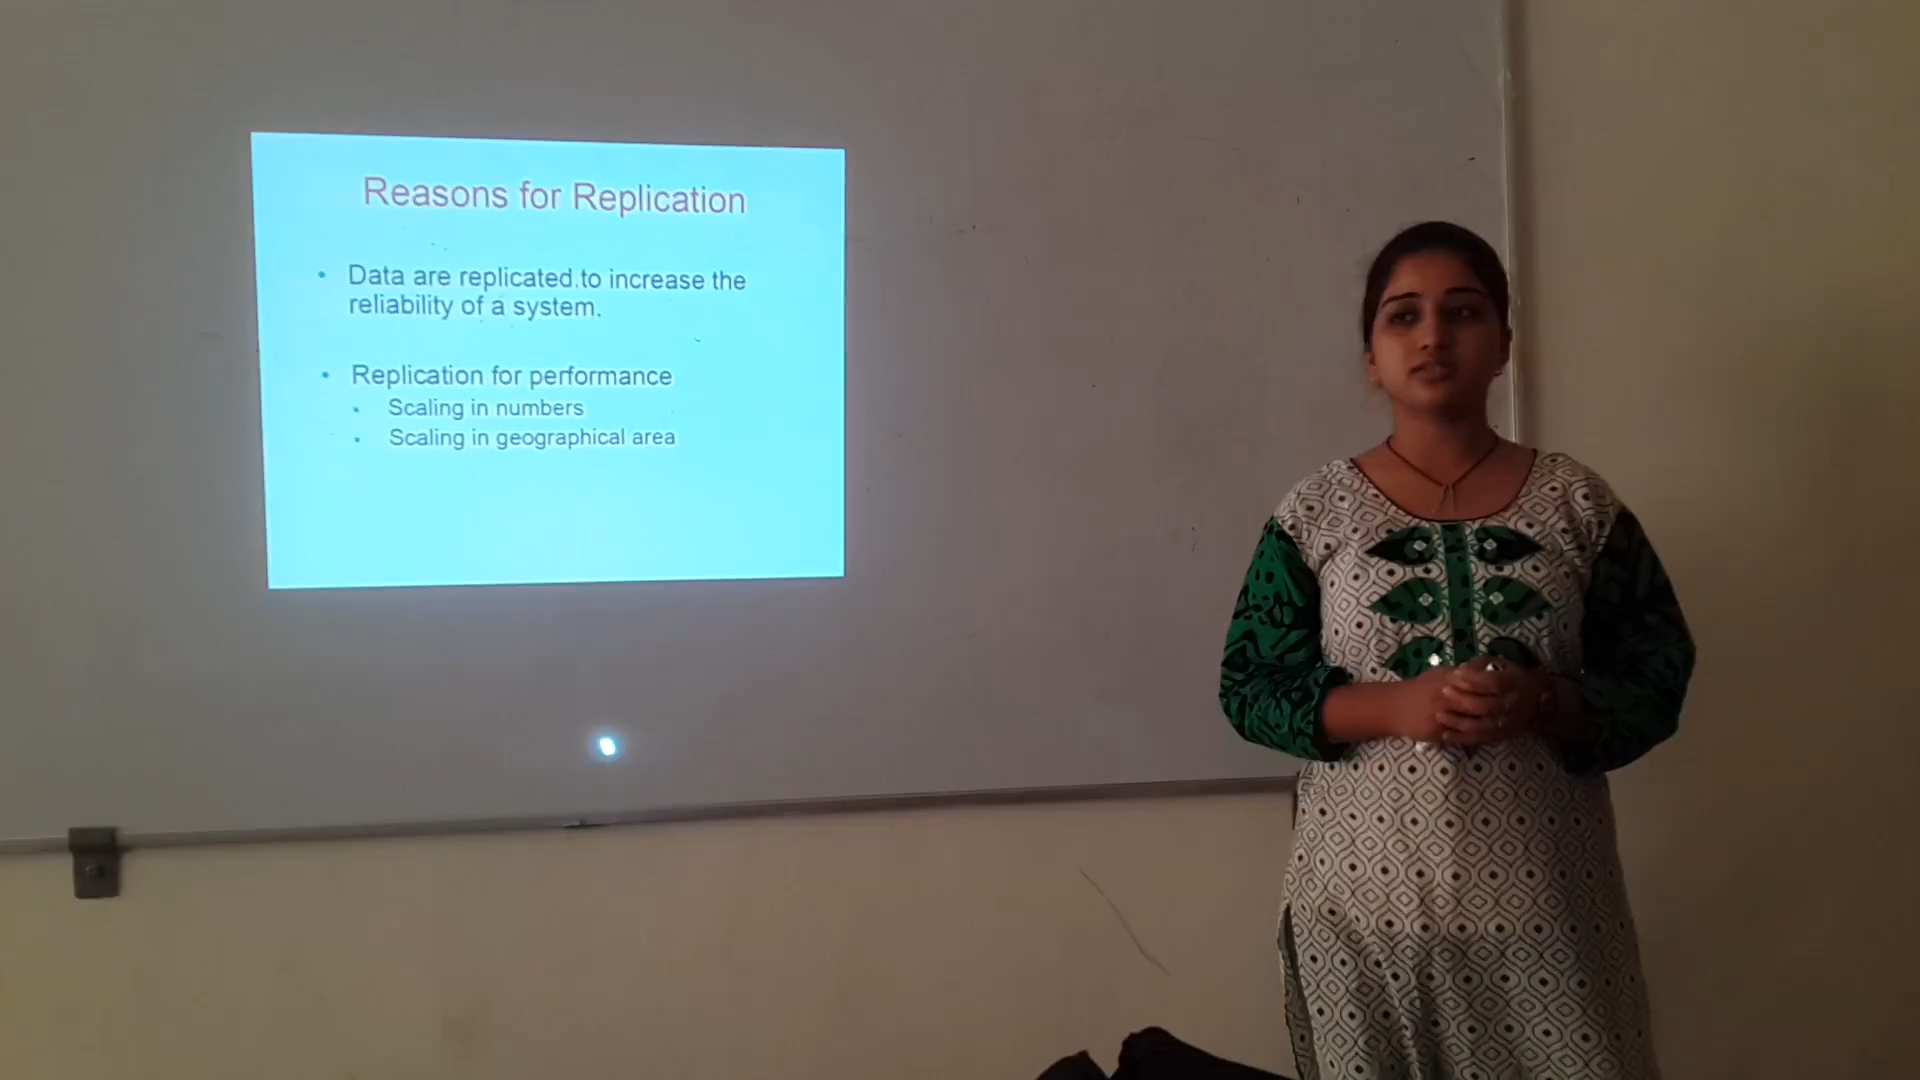 Reasons for Replication
• Data are replicated to increase the
reliability of a system.
• Replication for performance
• Scaling in numbers
• Scaling in geographical area